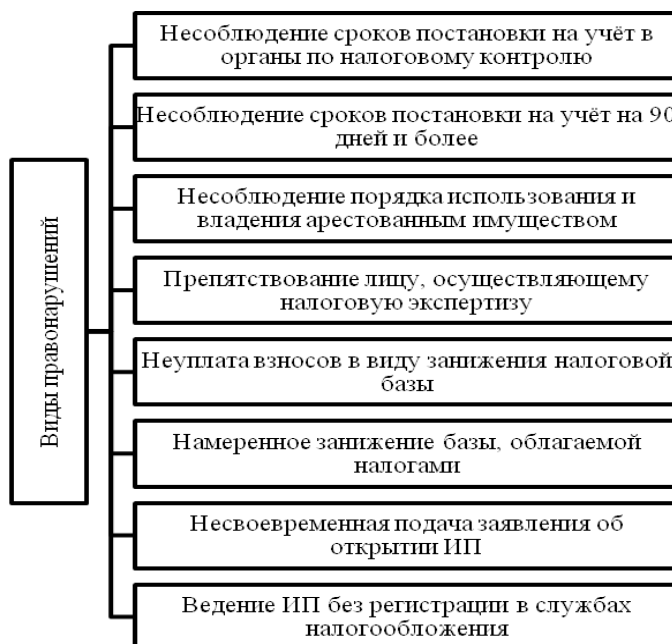 Виды правонарушений
Несоблюдение сроков постановки на учёт в
органы по налоговому контролю
Несоблюдение сроков постановки на учёт на 90
дней и более
Несоблюдение порядка использования и
владения арестованным имуществом
Препятствование лицу, осуществляющему
налоговую экспертизу
Неуплата взносов в виду занижения налоговой
базы
Намеренное занижение базы, облагаемой
налогами
Несвоевременная подача заявления об
открытии ИП
Ведение ИП без регистрации в службах
налогообложения